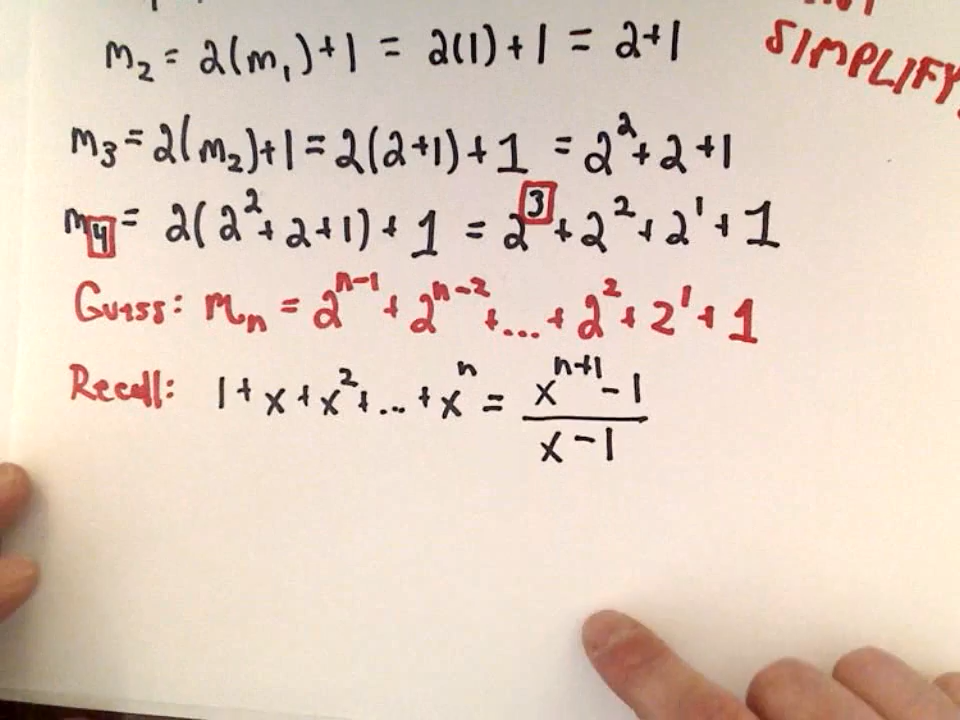 m₂ = 2(m₁)+1 = 2(1)+1 = 2+1
SIMPLIFY
m₃ = 2(m₂)+1 = 2(2+1)+1 = 2²+2+1
m₄ = 2(2²+2+1)+1 = 2³+2²+2¹+1
Guess: mₙ = 2ⁿ⁻¹+2ⁿ⁻²+...+2²+2¹+1
Recall: 1+x+x²+...+xⁿ = (xⁿ⁺¹-1)/(x-1)